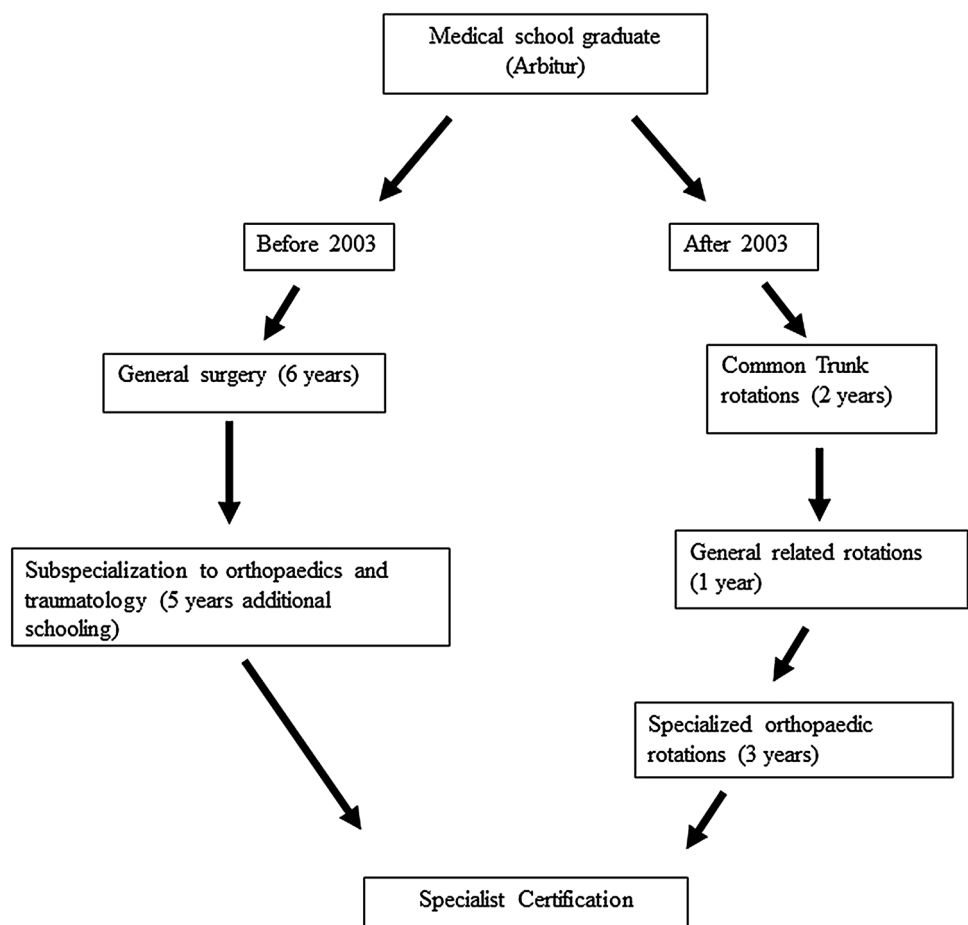 Medical school graduate
(Arbitur)
Before 2003
After 2003
General surgery (6 years)
Common Trunk
rotations (2 years)
Subspecialization to orthopaedics and
traumatology (5 years additional
schooling)
General related rotations
(1 year)
Specialized orthopaedic
rotations (3 years)
Specialist Certification